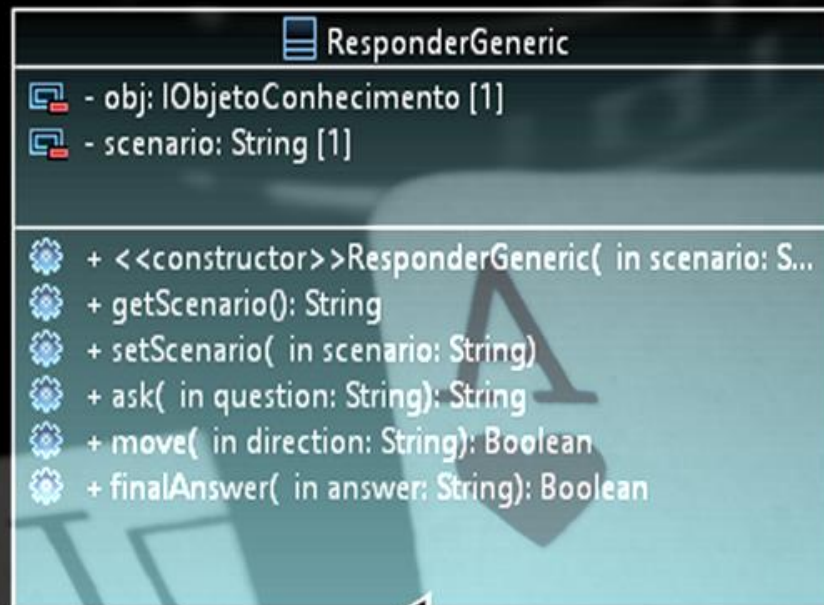 ResponderGeneric
- obj: IObjetoConhecimento [1]
- scenario: String [1]
+ <<constructor>>ResponderGeneric( in scenario: S...
+ getScenario(): String
+ setScenario( in scenario: String)
+ ask( in question: String): String
+ move( in direction: String): Boolean
+ finalAnswer( in answer: String): Boolean
A